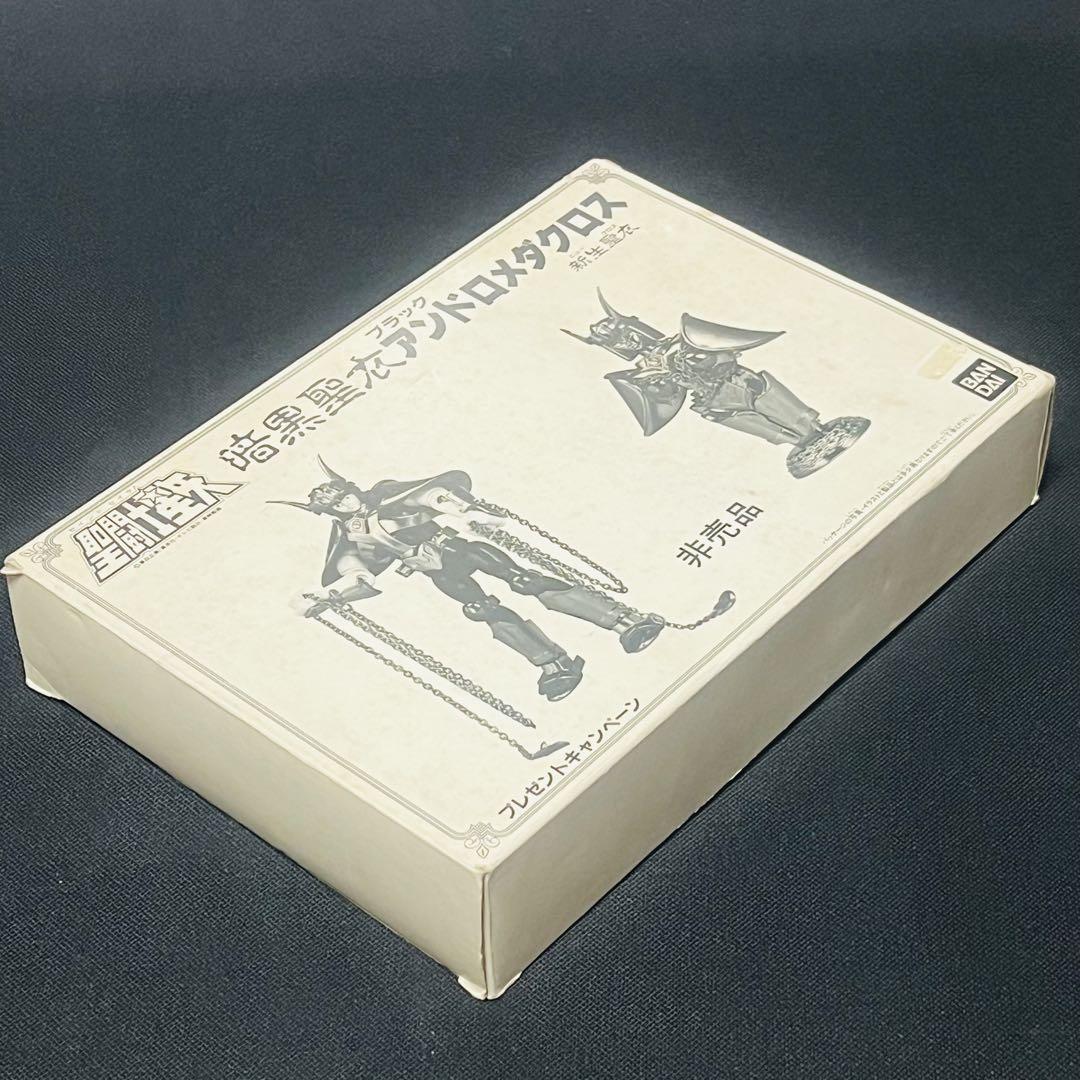 聖闘士星矢
ブラック
暗黒聖衣アンドロメダクロス
新生聖衣
BAN
DAI
非売品
プレゼントキャンペーン